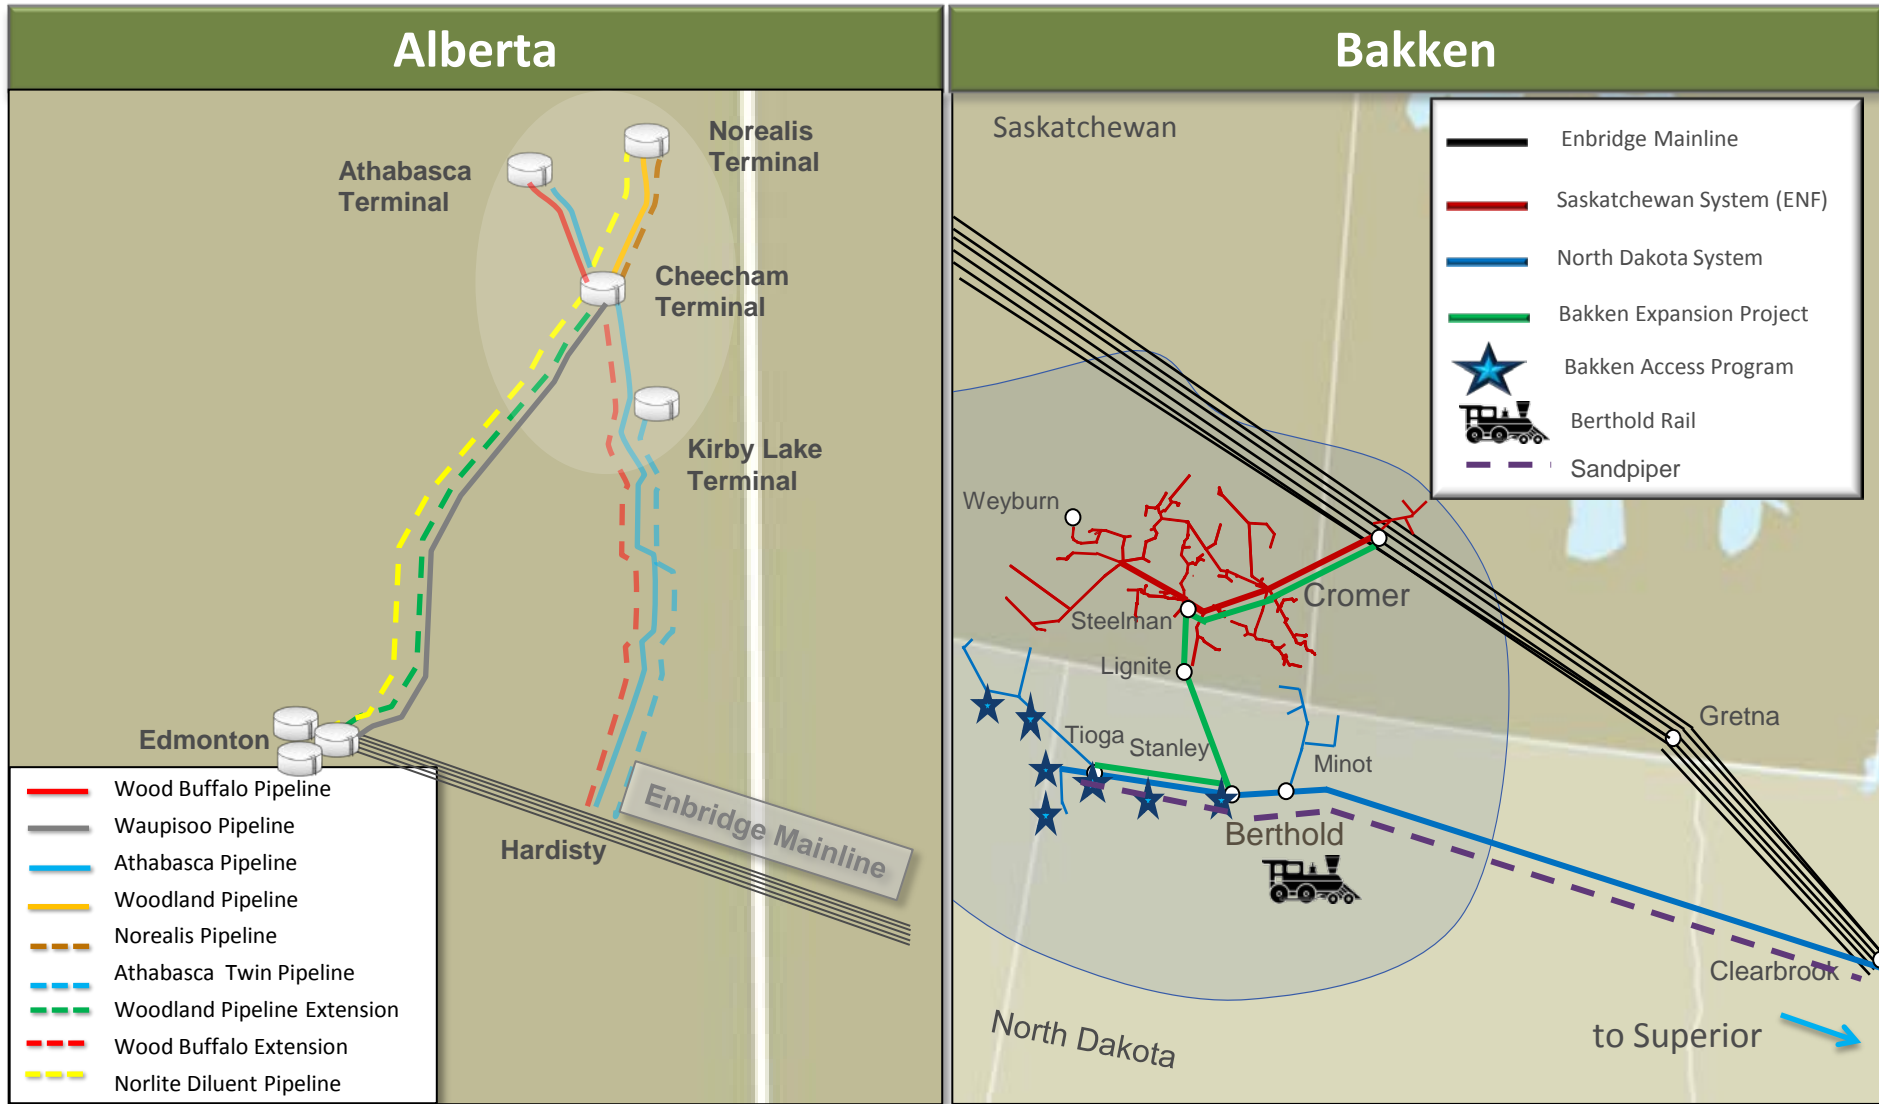 Alberta
Norealis
Terminal
Athabasca
Terminal
Cheecham
Terminal
Kirby Lake
Terminal
Edmonton
Hardisty
Enbridge Mainline
Wood Buffalo Pipeline
Waupisoo Pipeline
Athabasca Pipeline
Woodland Pipeline
Norealis Pipeline
Athabasca Twin Pipeline
Woodland Pipeline Extension
Wood Buffalo Extension
Norlite Diluent Pipeline
Bakken
Saskatchewan
Enbridge Mainline
Saskatchewan System (ENF)
North Dakota System
Bakken Expansion Project
Bakken Access Program
Berthold Rail
Sandpiper
Weyburn
Cromer
Steelman
Lignite
Gretna
Tioga
Stanley
Minot
Berthold
Clearbrook
North Dakota
to Superior